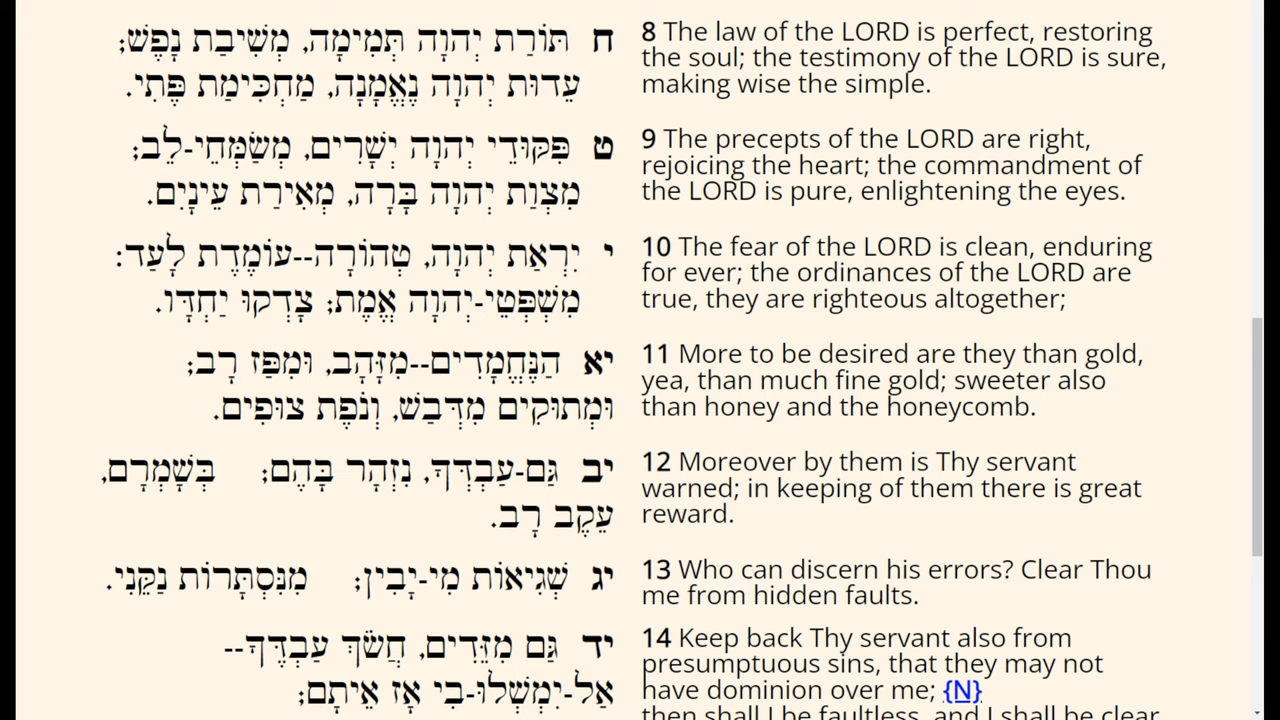 ח תּוֹרַת יְהוָה תְּמִימָה, מְשִׁיבַת נָפֶשׁ;
עֵדוּת יְהוָה נֶאֱמָנָה, מַחְכִּימַת פֶּתִי.
8 The law of the LORD is perfect, restoring
the soul; the testimony of the LORD is sure,
making wise the simple.
ט פִּקּוּדֵי יְהוָה יְשָׁרִים, מְשַׂמְּחֵי-לֵב;
מִצְוַת יְהוָה בָּרָה, מְאִירַת עֵינָיִם.
9 The precepts of the LORD are right,
rejoicing the heart; the commandment of
the LORD is pure, enlightening the eyes.
י יִרְאַת יְהוָה, טְהוֹרָה--עוֹמֶדֶת לָעַד:
מִשְׁפְּטֵי-יְהוָה אֱמֶת; צָדְקוּ יַחְדָּו.
10 The fear of the LORD is clean, enduring
for ever; the ordinances of the LORD are
true, they are righteous altogether;
יא הַנֶּחֱמָדִים--מִזָּהָב, וּמִפַּז רָב;
וּמְתוּקִים מִדְּבַשׁ, וְנֹפֶת צוּפִים.
11 More to be desired are they than gold,
yea, than much fine gold; sweeter also
than honey and the honeycomb.
יב גַּם-עַבְדְּךָ, נִזְהָר בָּהֶם; בְּשָׁמְרָם,
עֵקֶב רָב.
12 Moreover by them is Thy servant
warned; in keeping of them there is great
reward.
יג שְׁגִיאוֹת מִי-יָבִין; מִנִּסְתָּרוֹת נַקֵּנִי.
13 Who can discern his errors? Clear Thou
me from hidden faults.
יד גַּם מִזֵּדִים, חֲשֹׂךְ עַבְדֶּךָ--
אַל-יִמְשְׁלוּ-בִי אָז אֵיתָם;
14 Keep back Thy servant also from
presumptuous sins, that they may not
have dominion over me; {N}
then shall I be faultless, and I shall be clear